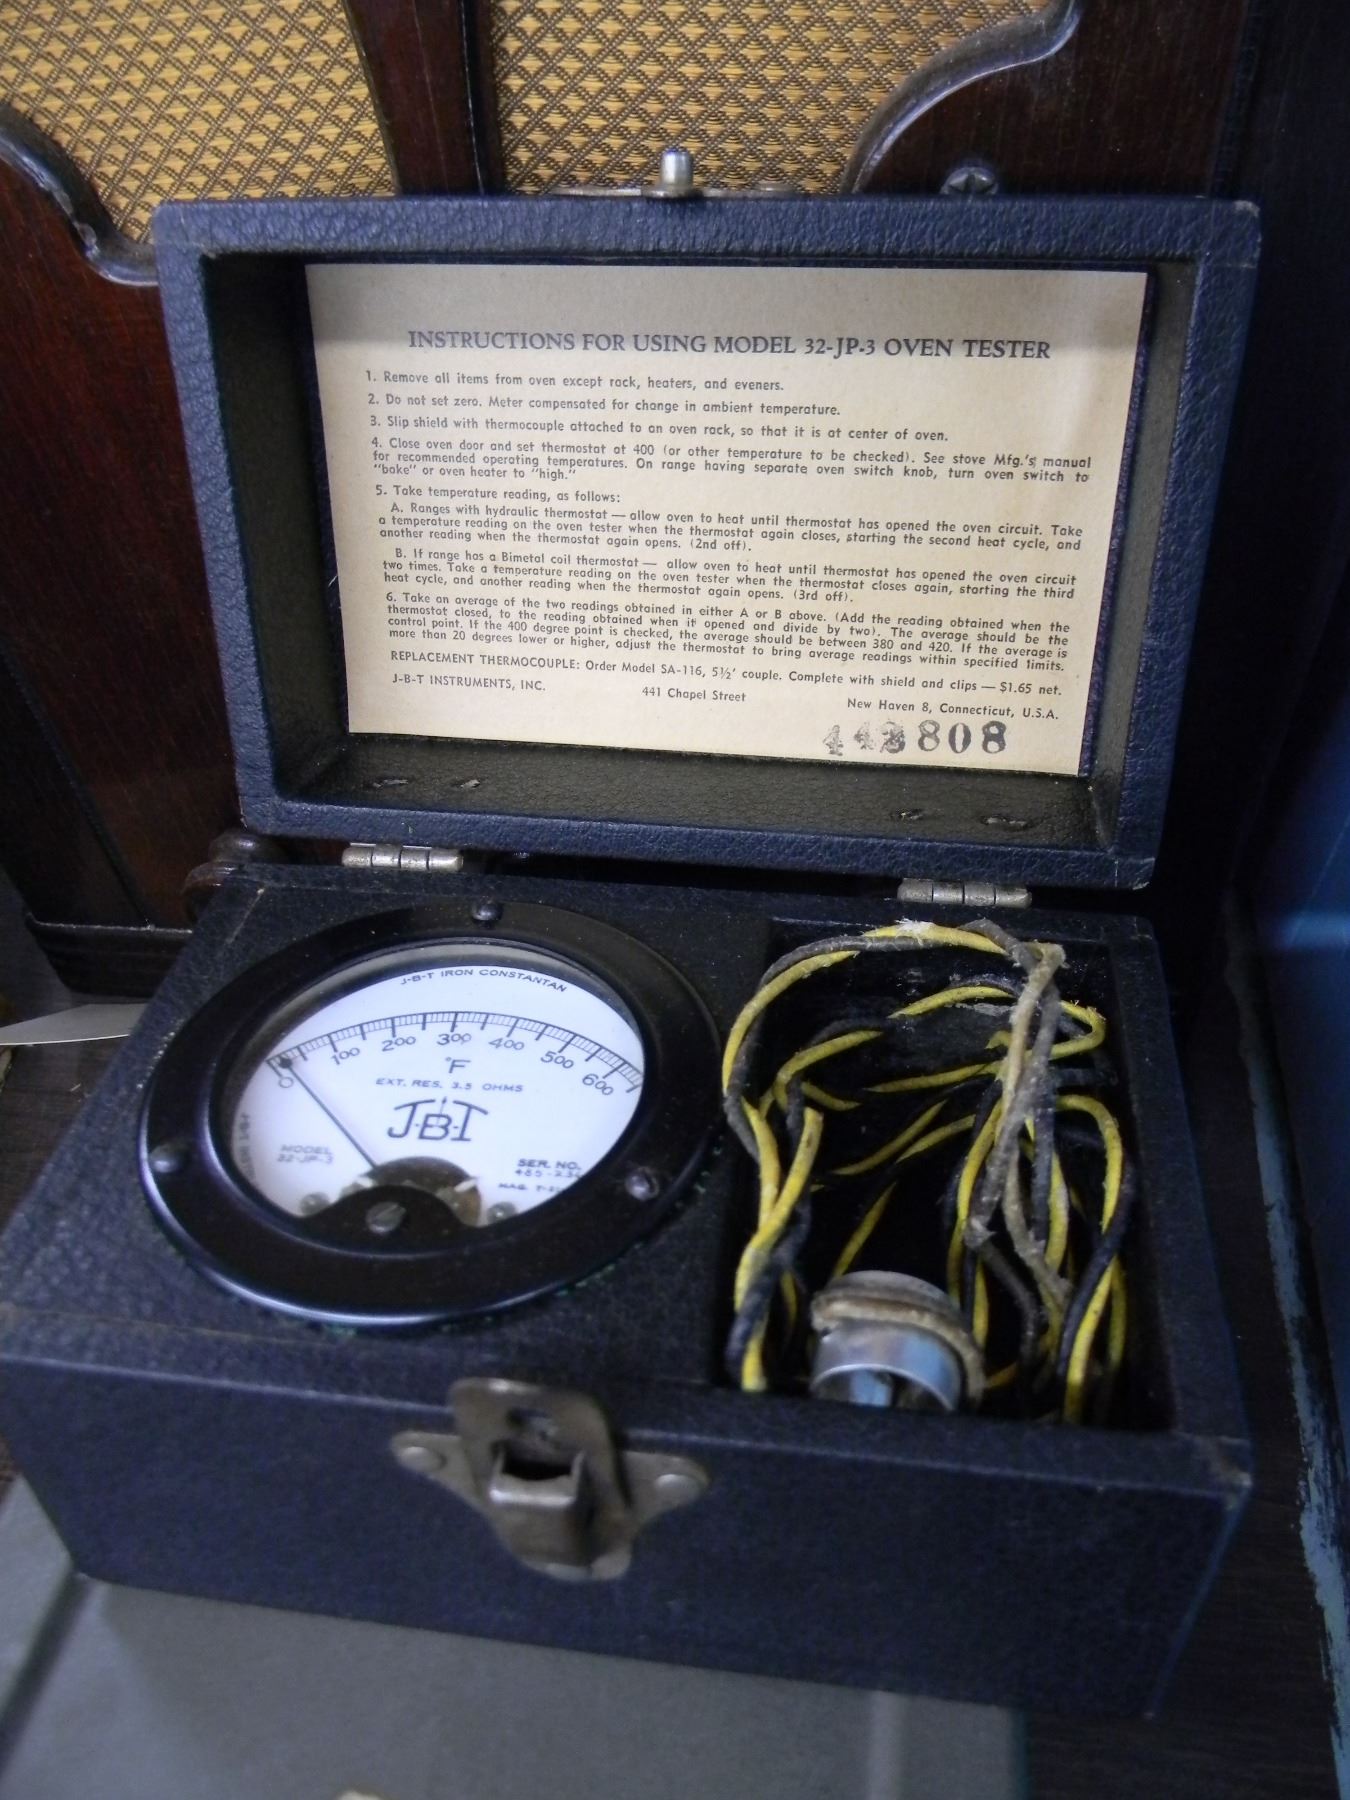 INSTRUCTIONS FOR USING MODEL 32-JP-3 OVEN TESTER
1. Remove all items from oven except rack, heaters, and eveners.
2. Do not set zero. Meter compensated for change in ambient temperature.
3. Slip shield with thermocouple attached to an oven rack, so that it is at center of oven.
4. Close oven door and set thermostat at 400 (or other temperature to be checked). See stove Mfg.'s manual
for recommended operating temperatures. On range having separate oven switch knob, turn oven switch to
"bake" or oven heater to "high."
5. Take temperature reading, as follows:
A. Ranges with hydraulic thermostat — allow oven to heat until thermostat has opened the oven circuit. Take
a temperature reading on the oven tester when the thermostat again closes, starting the second heat cycle, and
another reading when the thermostat again opens. (2nd off).
B. If range has a Bimetal coil thermostat — allow oven to heat until thermostat has opened the oven circuit
two times. Take a temperature reading on the oven tester when the thermostat closes again, starting the third
heat cycle, and another reading when the thermostat again opens. (3rd off).
6. Take an average of the two readings obtained in either A or B above. (Add the reading obtained when the
thermostat closed, to the reading obtained when it opened and divide by two). The average should be the
control point. If the 400 degree point is checked, the average should be between 380 and 420. If the average is
more than 20 degrees lower or higher, adjust the thermostat to bring average readings within specified limits.
REPLACEMENT THERMOCOUPLE: Order Model SA-116, 5½' couple. Complete with shield and clips — $1.65 net.
J-B-T INSTRUMENTS, INC. 441 Chapel Street New Haven 8, Connecticut, U.S.A.
J-B-T IRON CONSTANTAN
0 100 200 300 400 500 600
°F
EXT. RES. 3.5 OHMS
J-B-T
MODEL
32-JP-3
SER. NO.